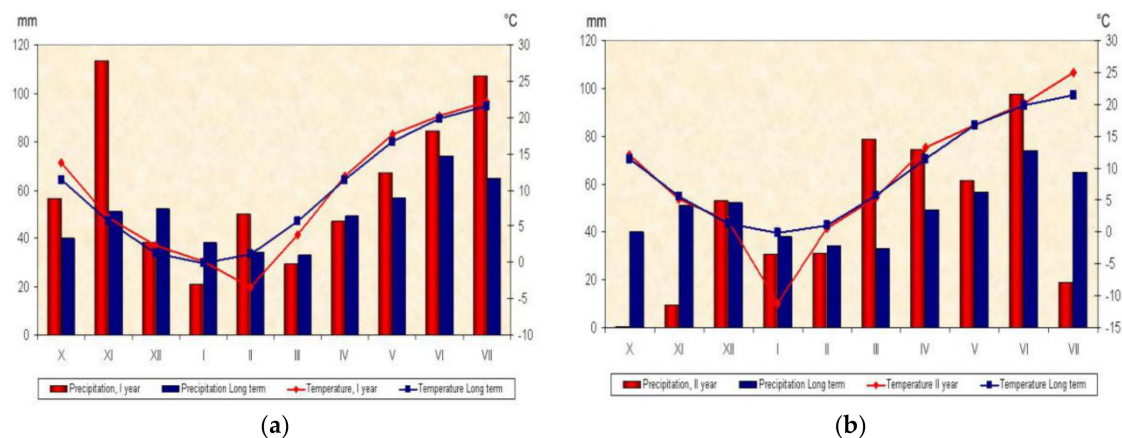 mm °C
120 30
100 25
80 20
60 15
40 10
20 5
0 0
-5
-10
X XI XII I II III IV V VI VII
Precipitation, I year Precipitation Long term Temperature, I year Temperature Long term
(a)
mm °C
120 30
100 25
80 20
60 15
40 10
20 5
0 0
-5
-10
-15
X XI XII I II III IV V VI VII
Precipitation, II year Precipitation Long term Temperature II year Temperature Long term
(b)